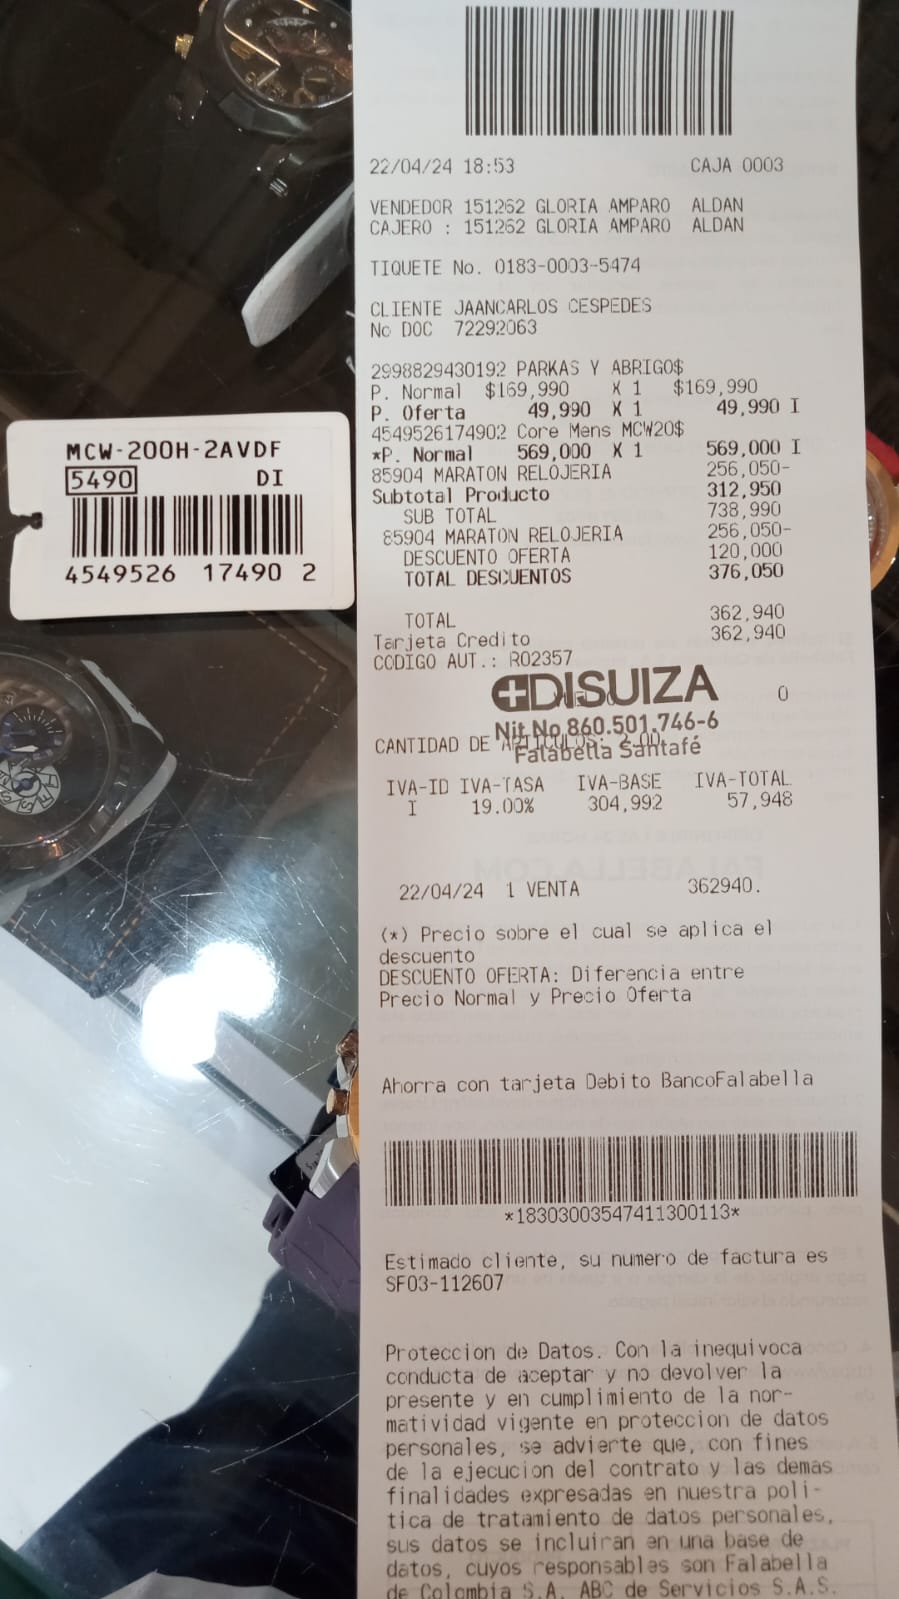 MCW-200H-2AVDF
5490 DI
4549526 17490 2
22/04/24 18:53 CAJA 0003
VENDEDOR 151262 GLORIA AMPARO ALDAN
CAJERO : 151262 GLORIA AMPARO ALDAN
TIQUETE No. 0183-0003-5474
CLIENTE JAANCARLOS CESPEDES
No DOC 72292063
2998829430192 PARKAS Y ABRIGO$
P. Normal $169,990 X 1 $169,990
P. Oferta 49,990 X 1 49,990 I
4549526174902 Core Mens MCW20$
*P. Normal 569,000 X 1 569,000 I
85904 MARATON RELOJERIA 256,050-
Subtotal Producto 312,950
SUB TOTAL 738,990
85904 MARATON RELOJERIA 256,050-
DESCUENTO OFERTA 120,000
TOTAL DESCUENTOS 376,050
TOTAL 362,940
Tarjeta Credito 362,940
CODIGO AUT.: R02357
DISUIZA
0
Nit No 860.501.746-6
CANTIDAD DE ARTICULOS: 2.00
Falabella Santafé
IVA-ID IVA-TASA IVA-BASE IVA-TOTAL
I 19.00% 304,992 57,948
22/04/24 1 VENTA 362940.
(*) Precio sobre el cual se aplica el
descuento
DESCUENTO OFERTA: Diferencia entre
Precio Normal y Precio Oferta
Ahorra con tarjeta Debito BancoFalabella
*18303003547411300113*
Estimado cliente, su numero de factura es
SF03-112607
Proteccion de Datos. Con la inequivoca
conducta de aceptar y no devolver la
presente y en cumplimiento de la nor-
matividad vigente en proteccion de datos
personales, se advierte que, con fines
de la ejecucion del contrato y las demas
finalidades expresadas en nuestra poli-
tica de tratamiento de datos personales,
sus datos se incluiran en una base de
datos, cuyos responsables son Falabella
de Colombia S.A. ABC de Servicios S.A.S.